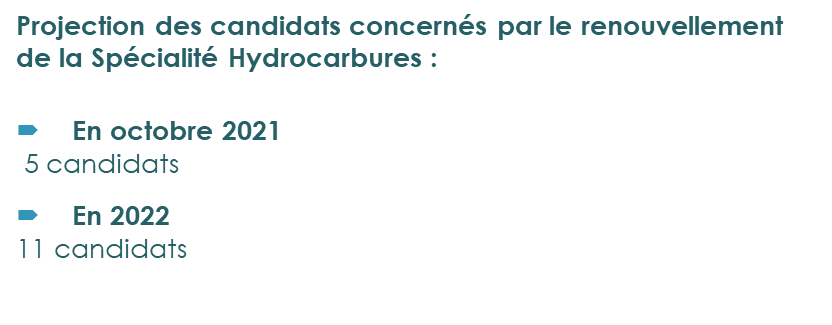 Projection des candidats concernés par le renouvellement
de la Spécialité Hydrocarbures :
En octobre 2021
5 candidats
En 2022
11 candidats